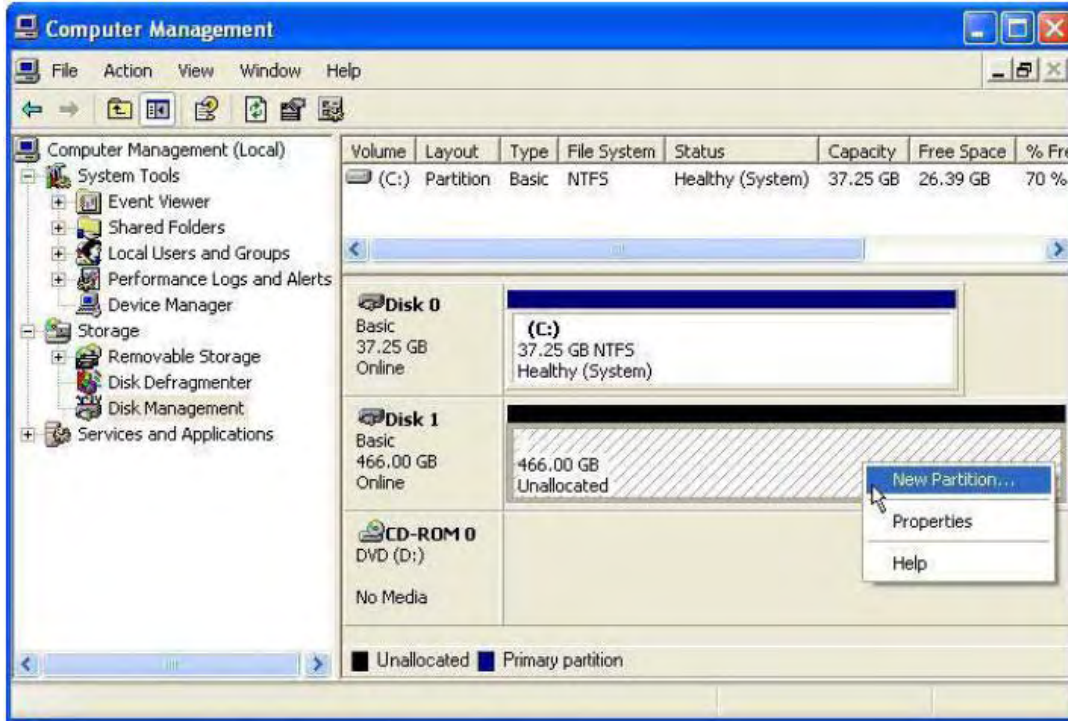 Computer Management
File Action View Window Help
Computer Management (Local)
System Tools
Event Viewer
Shared Folders
Local Users and Groups
Performance Logs and Alerts
Device Manager
Storage
Removable Storage
Disk Defragmenter
Disk Management
Services and Applications
Volume Layout Type File System Status Capacity Free Space % Fre
(C:) Partition Basic NTFS Healthy (System) 37.25 GB 26.39 GB 70 %
Disk 0
Basic
37.25 GB
Online
(C:)
37.25 GB NTFS
Healthy (System)
Disk 1
Basic
466.00 GB
Online
466.00 GB
Unallocated
New Partition...
Properties
Help
CD-ROM 0
DVD (D:)
No Media
Unallocated Primary partition